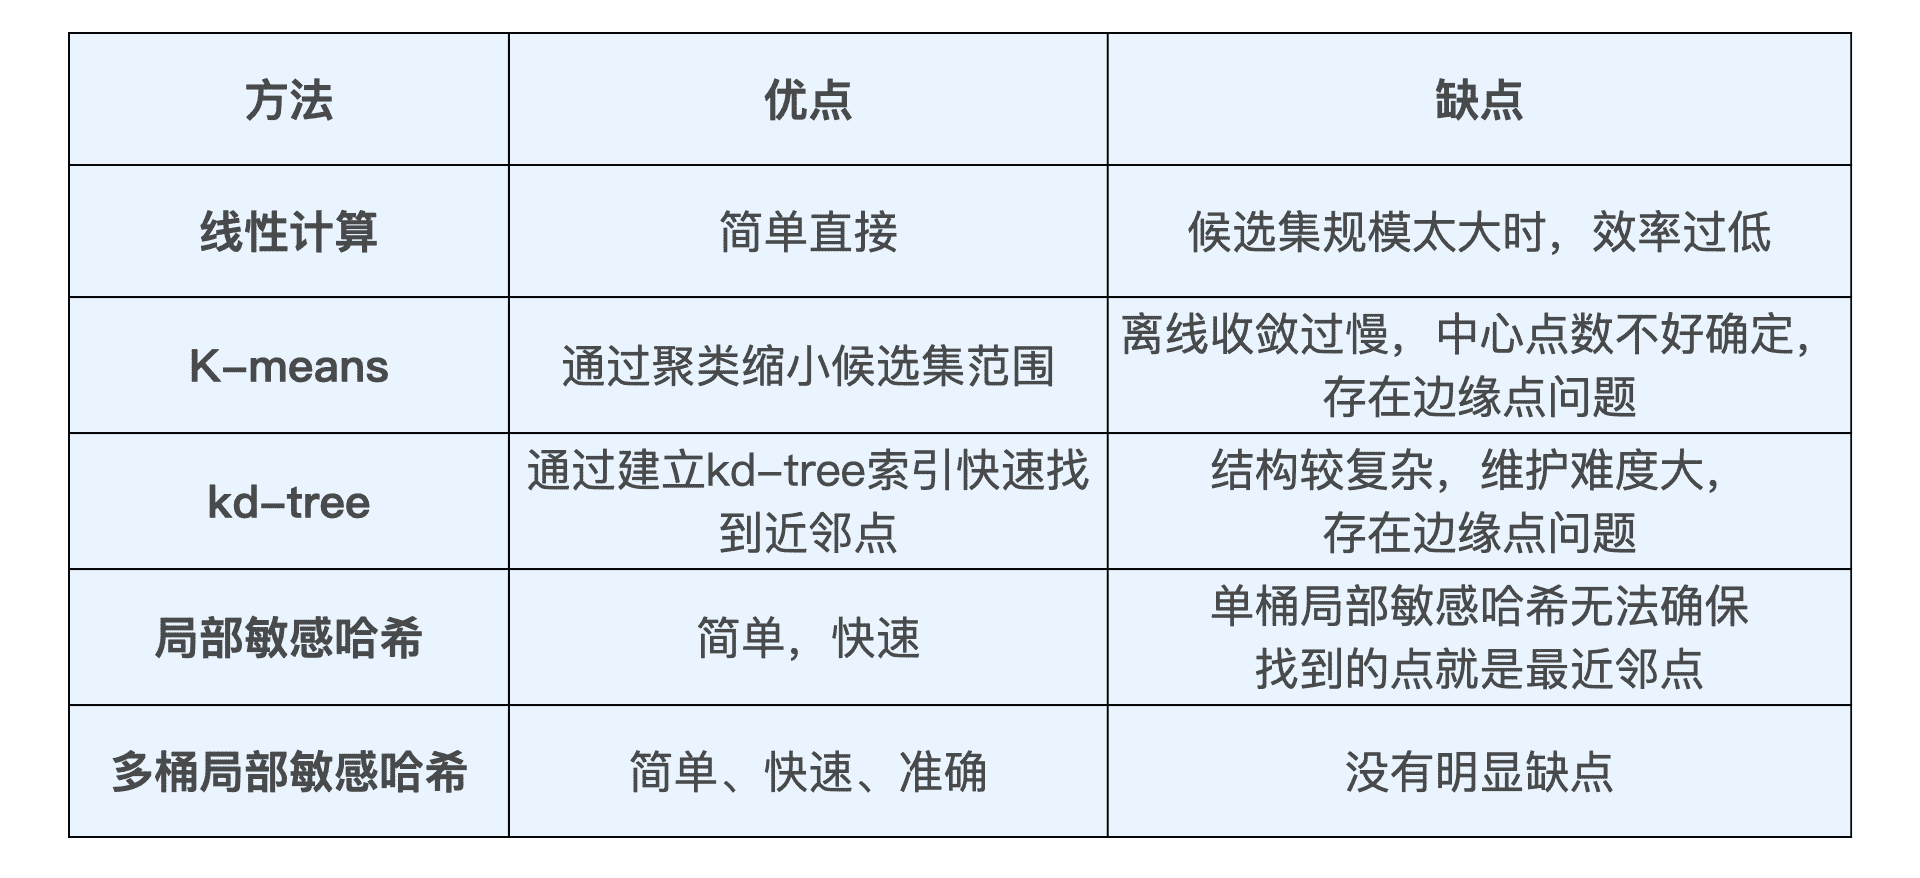 方法
优点
缺点
线性计算
简单直接
候选集规模太大时，效率过低
K-means
通过聚类缩小候选集范围
离线收敛过慢，中心点数不好确定，
存在边缘点问题
kd-tree
通过建立kd-tree索引快速找
到近邻点
结构较复杂，维护难度大，
存在边缘点问题
局部敏感哈希
简单，快速
单桶局部敏感哈希无法确保
找到的点就是最近邻点
多桶局部敏感哈希
简单、快速、准确
没有明显缺点